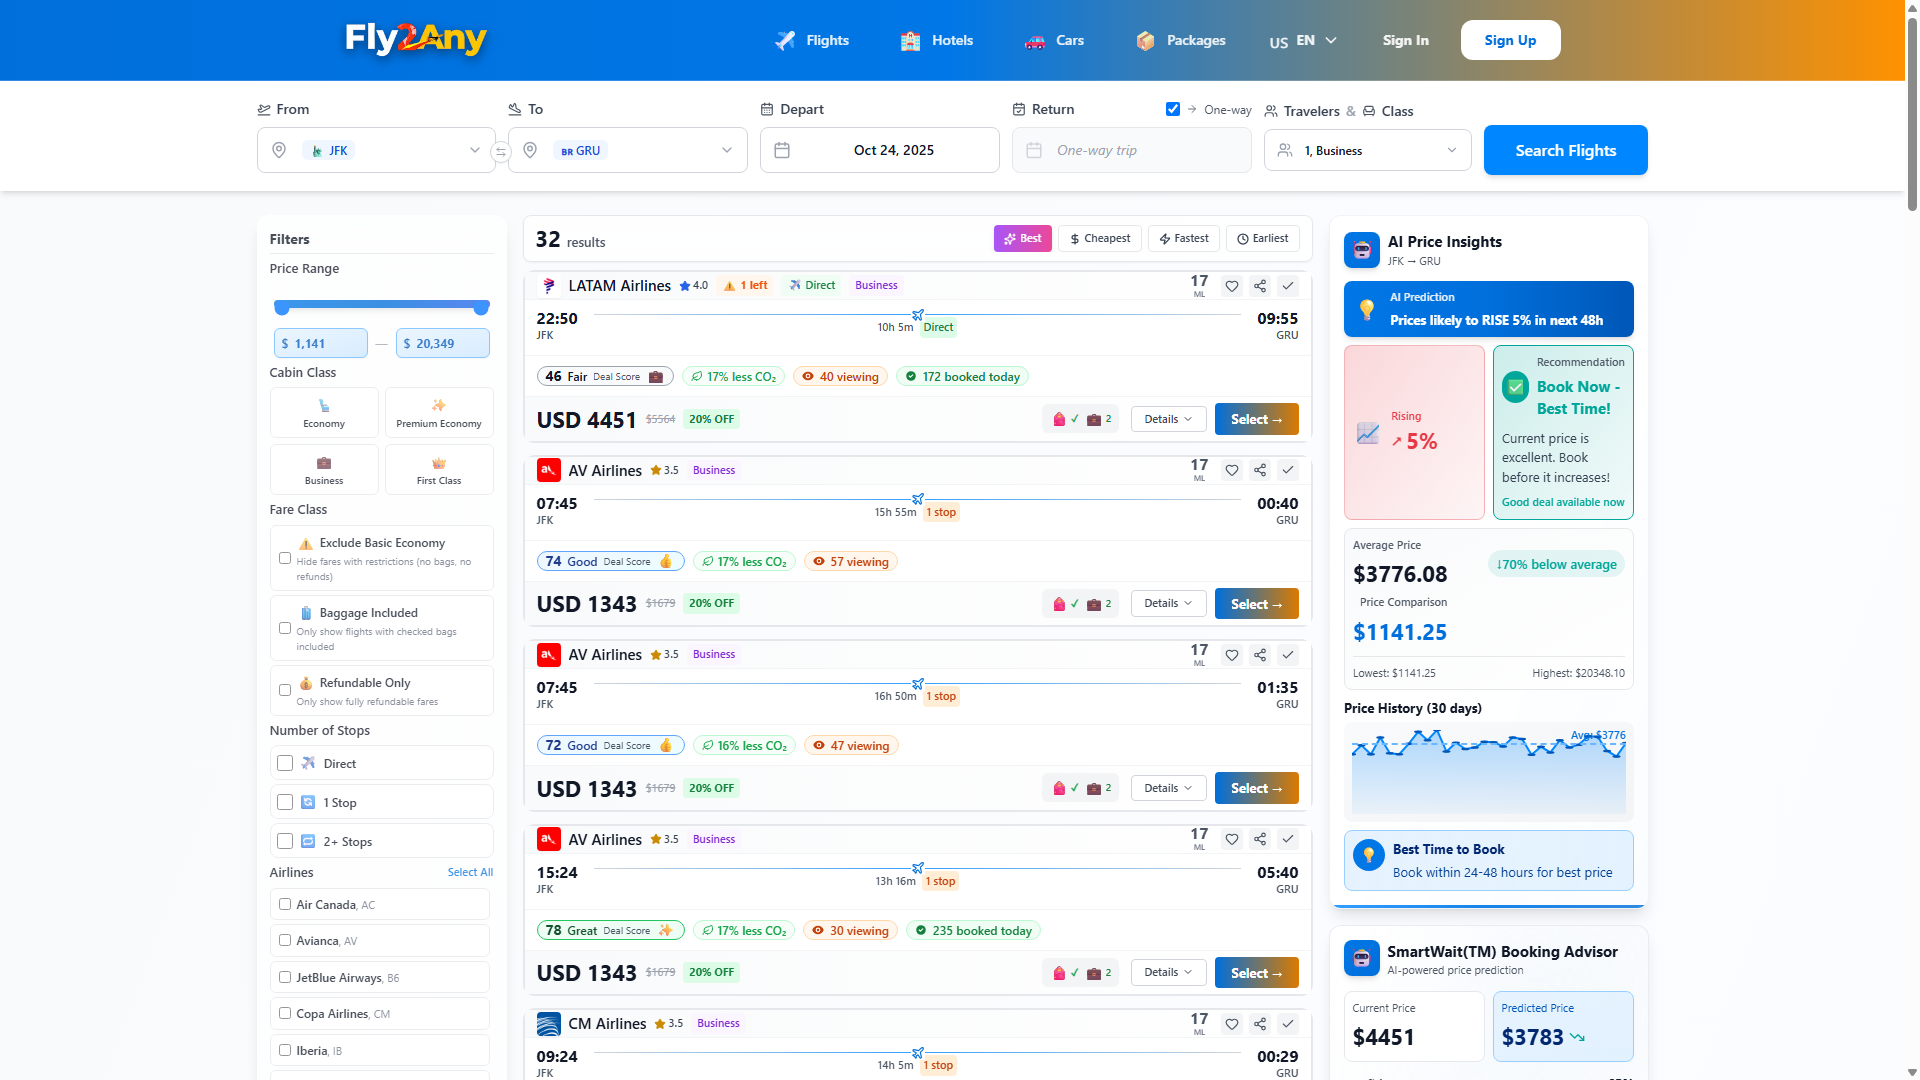 Fly2Any
Flights
Hotels
Cars
Packages
US EN
Sign In
Sign Up
From
JFK
To
BR GRU
Depart
Oct 24, 2025
Return
One-way
One-way trip
Travelers & Class
1, Business
Search Flights
Filters
Price Range
$ 1,141 — $ 20,349
Cabin Class
Economy
Premium Economy
Business
First Class
Fare Class
Exclude Basic Economy
Hide fares with restrictions (no bags, no
refunds)
Baggage Included
Only show flights with checked bags
included
Refundable Only
Only show fully refundable fares
Number of Stops
Direct
1 Stop
2+ Stops
Airlines Select All
Air Canada, AC
Avianca, AV
JetBlue Airways, B6
Copa Airlines, CM
Iberia, IB
32 results
Best
$ Cheapest
Fastest
Earliest
LATAM Airlines 4.0 1 left Direct Business 17 ML
22:50 09:55
10h 5m Direct
JFK GRU
46 Fair Deal Score 17% less CO₂ 40 viewing 172 booked today
USD 4451 $5564 20% OFF ✓ 2 Details Select →
AV Airlines 3.5 Business 17 ML
07:45 00:40
15h 55m 1 stop
JFK GRU
74 Good Deal Score 17% less CO₂ 57 viewing
USD 1343 $1679 20% OFF ✓ 2 Details Select →
AV Airlines 3.5 Business 17 ML
07:45 01:35
16h 50m 1 stop
JFK GRU
72 Good Deal Score 16% less CO₂ 47 viewing
USD 1343 $1679 20% OFF ✓ 2 Details Select →
AV Airlines 3.5 Business 17 ML
15:24 05:40
13h 16m 1 stop
JFK GRU
78 Great Deal Score 17% less CO₂ 30 viewing 235 booked today
USD 1343 $1679 20% OFF ✓ 2 Details Select →
CM Airlines 3.5 Business 17 ML
09:24 00:29
14h 5m 1 stop
JFK GRU
AI Price Insights
JFK → GRU
AI Prediction
Prices likely to RISE 5% in next 48h
Rising
↗ 5%
Recommendation
Book Now -
Best Time!
Current price is
excellent. Book
before it increases!
Good deal available now
Average Price
$3776.08
↓70% below average
Price Comparison
$1141.25
Lowest: $1141.25 Highest: $20348.10
Price History (30 days)
Avg: $3776
Best Time to Book
Book within 24-48 hours for best price
SmartWait(TM) Booking Advisor
AI-powered price prediction
Current Price
$4451
Predicted Price
$3783